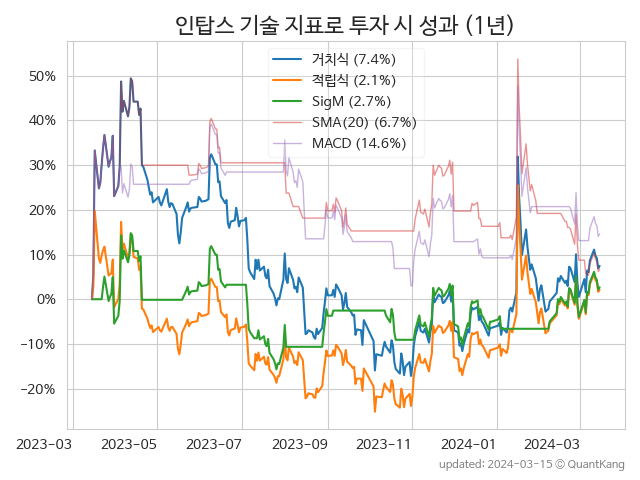 인탑스 기술 지표로 투자 시 성과 (1년)
거치식 (7.4%)
적립식 (2.1%)
SigM (2.7%)
SMA(20) (6.7%)
MACD (14.6%)
50%
40%
30%
20%
10%
0%
−10%
−20%
2023−03 2023−05 2023−07 2023−09 2023−11 2024−01 2024−03
updated: 2024−03−15 ⓒ QuantKang